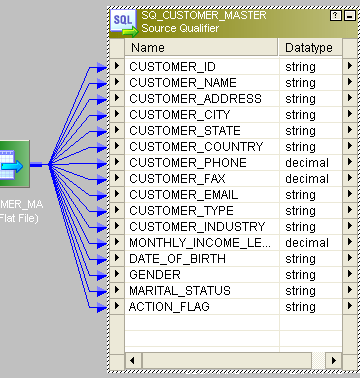 SQL
SQ_CUSTOMER_MASTER
Source Qualifier
Name Datatype
CUSTOMER_ID string
CUSTOMER_NAME string
CUSTOMER_ADDRESS string
CUSTOMER_CITY string
CUSTOMER_STATE string
CUSTOMER_COUNTRY string
CUSTOMER_PHONE decimal
CUSTOMER_FAX decimal
CUSTOMER_EMAIL string
CUSTOMER_TYPE string
CUSTOMER_INDUSTRY string
MONTHLY_INCOME_LE... decimal
DATE_OF_BIRTH string
GENDER string
MARITAL_STATUS string
ACTION_FLAG string
MER_MA
Flat File)